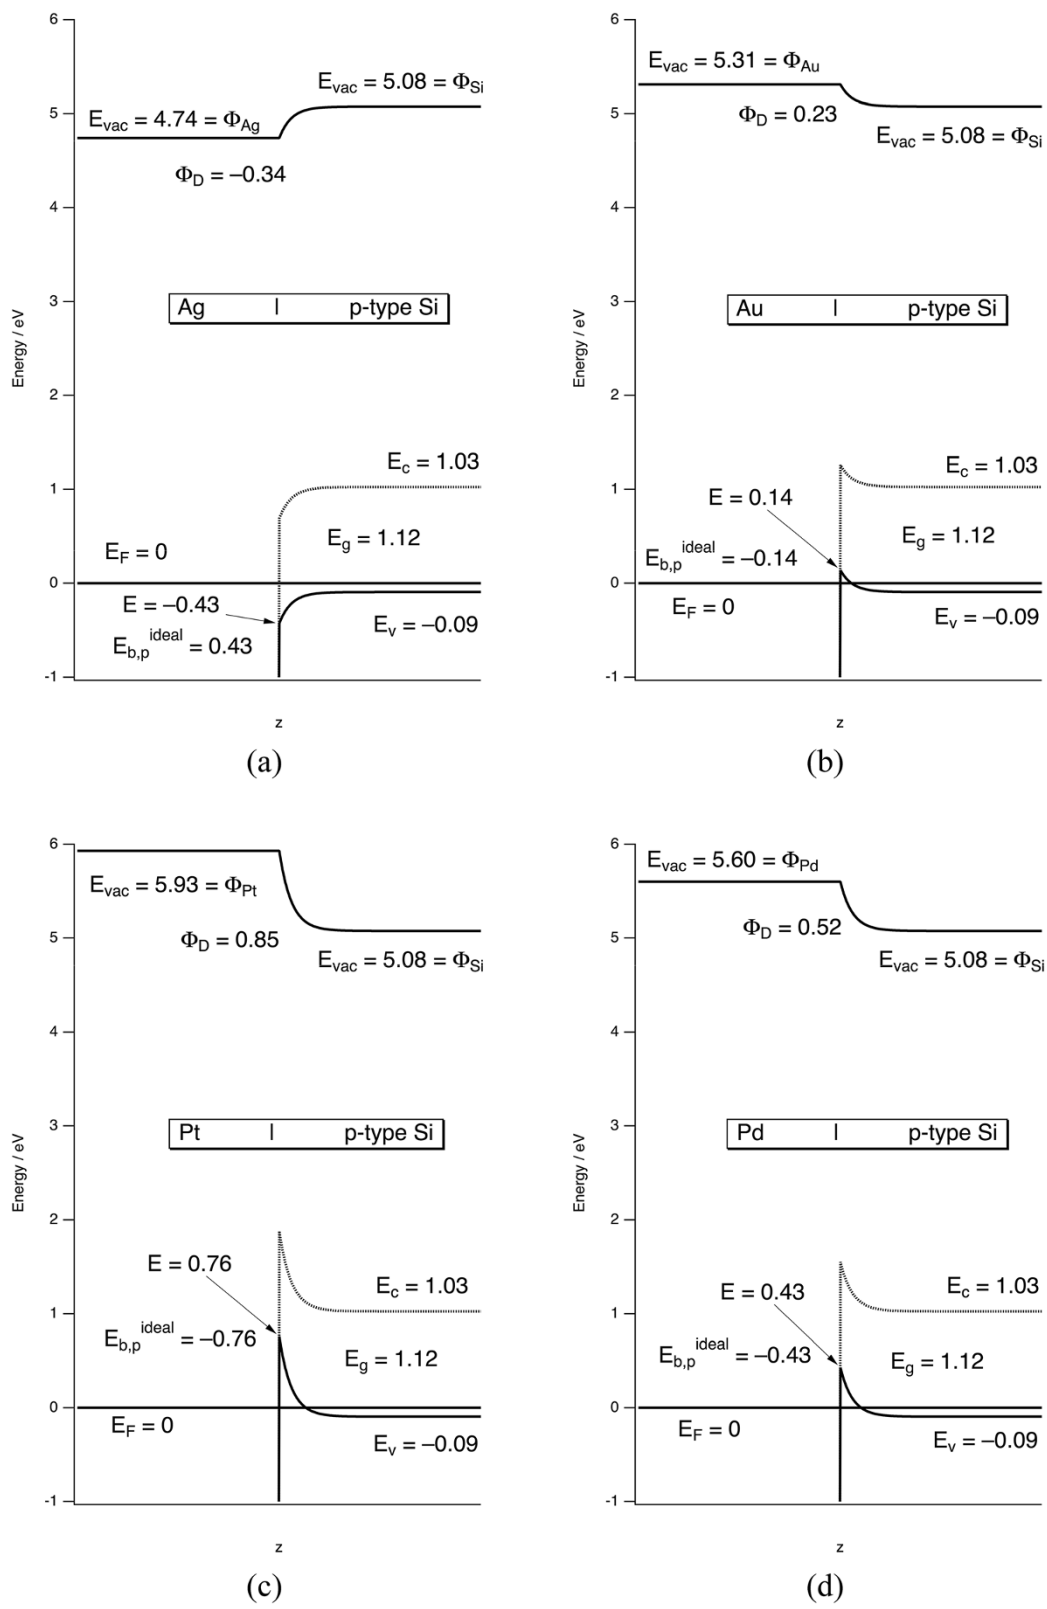 6
E_vac = 5.08 = Φ_Si
5
E_vac = 4.74 = Φ_Ag
Φ_D = –0.34
4
3
Ag | p-type Si
Energy / eV
2
E_c = 1.03
1
E_g = 1.12
E_F = 0
0
E = –0.43
E_v = –0.09
E_b,p^ideal = 0.43
-1
z
(a)
6
E_vac = 5.31 = Φ_Au
5
Φ_D = 0.23
E_vac = 5.08 = Φ_Si
4
3
Au | p-type Si
Energy / eV
2
E_c = 1.03
1
E = 0.14
E_g = 1.12
E_b,p^ideal = –0.14
0
E_F = 0
E_v = –0.09
-1
z
(b)
6
E_vac = 5.93 = Φ_Pt
5
Φ_D = 0.85
E_vac = 5.08 = Φ_Si
4
3
Pt | p-type Si
Energy / eV
2
E = 0.76
E_c = 1.03
1
E_b,p^ideal = –0.76
E_g = 1.12
0
E_F = 0
E_v = –0.09
-1
z
(c)
6
E_vac = 5.60 = Φ_Pd
5
Φ_D = 0.52
E_vac = 5.08 = Φ_Si
4
3
Pd | p-type Si
Energy / eV
2
E = 0.43
E_c = 1.03
1
E_b,p^ideal = –0.43
E_g = 1.12
0
E_F = 0
E_v = –0.09
-1
z
(d)